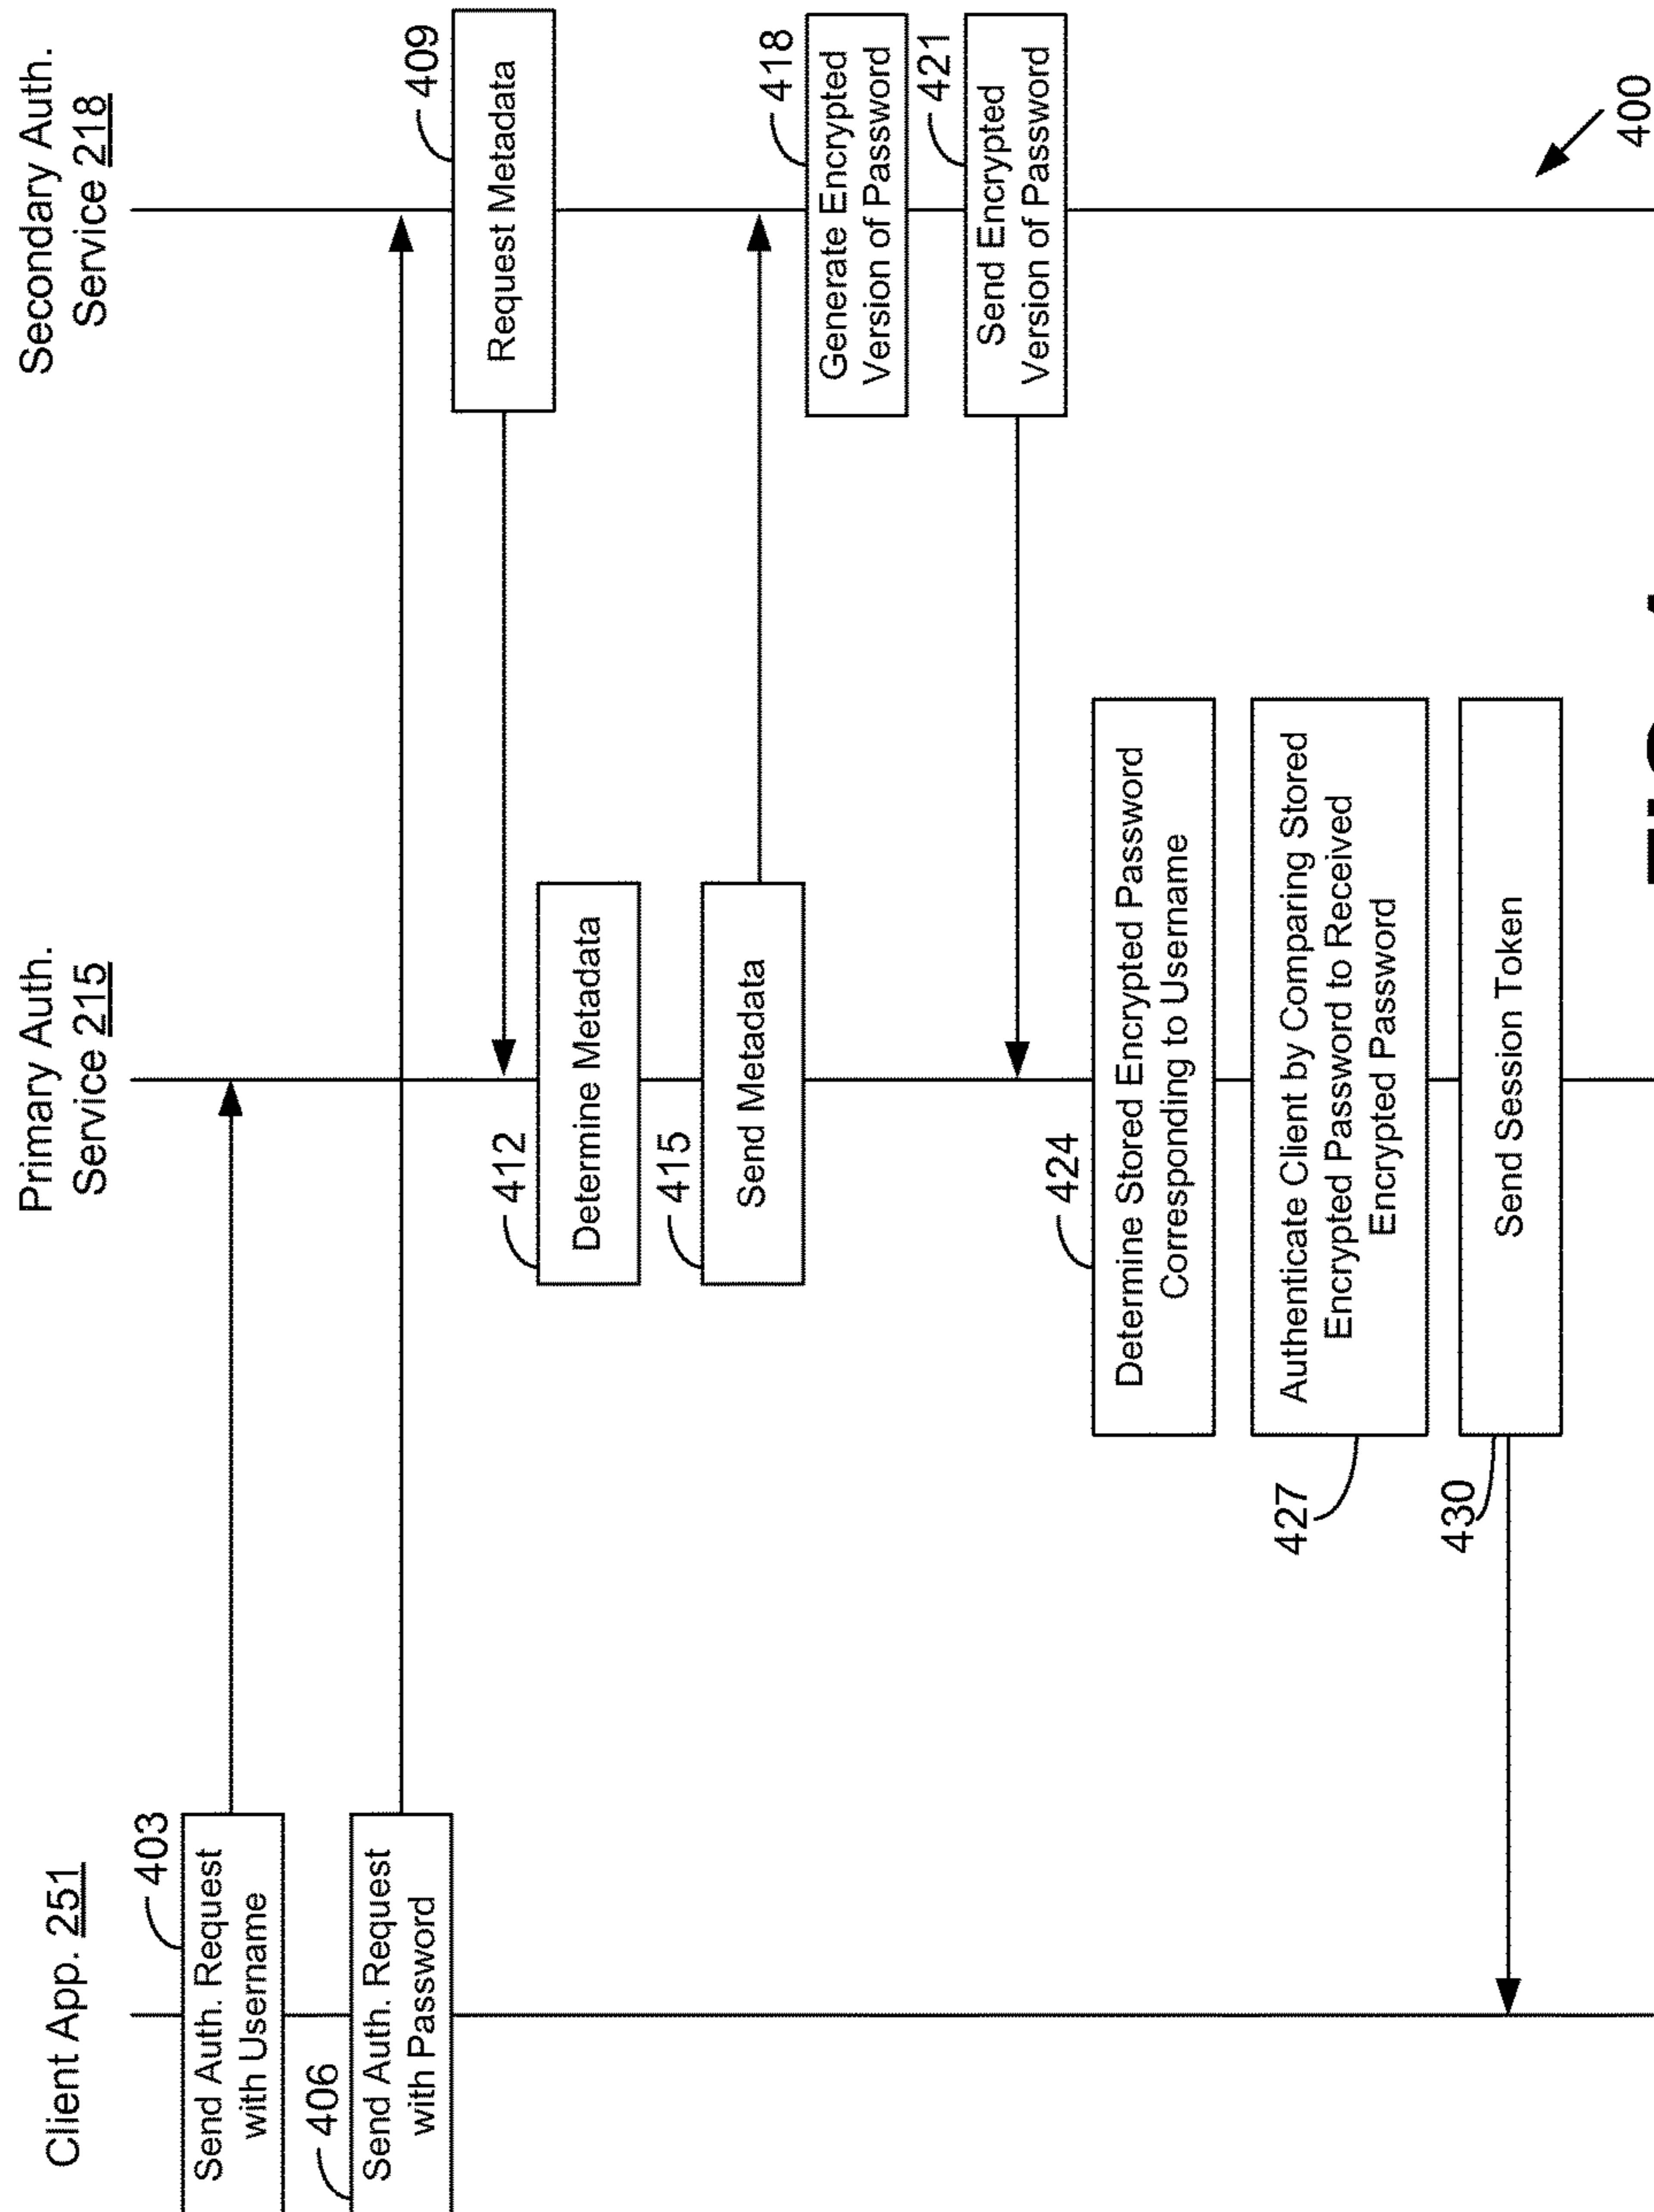 Client App. 251
Primary Auth.
Service 215
Secondary Auth.
Service 218
403
Send Auth. Request
with Username
406
Send Auth. Request
with Password
409
Request Metadata
412
Determine Metadata
415
Send Metadata
418
Generate Encrypted
Version of Password
421
Send Encrypted
Version of Password
424
Determine Stored Encrypted Password
Corresponding to Username
427
Authenticate Client by Comparing Stored
Encrypted Password to Received
Encrypted Password
430
Send Session Token
400